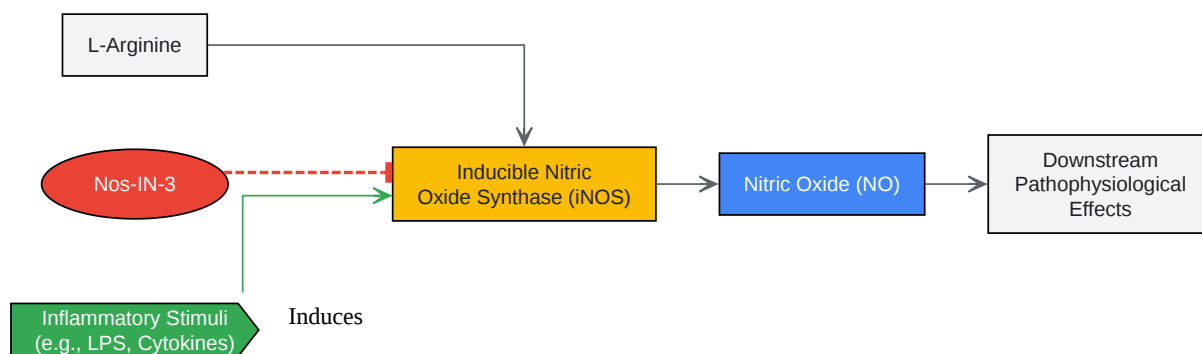 L-Arginine
Nos-IN-3
Inducible Nitric
Oxide Synthase (iNOS)
Nitric Oxide (NO)
Downstream
Pathophysiological
Effects
Inflammatory Stimuli
(e.g., LPS, Cytokines)
Induces